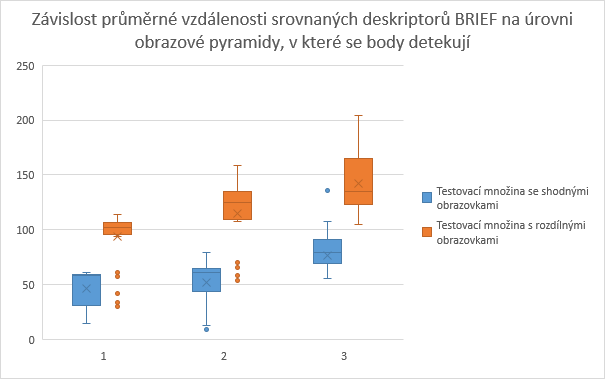 Závislost průměrné vzdálenosti srovnaných deskriptorů BRIEF na úrovni
obrazové pyramidy, v které se body detekují
250
200
150
100
50
0
1
2
3
Testovací množina se shodnými
obrazovkami
Testovací množina s rozdílnými
obrazovkami